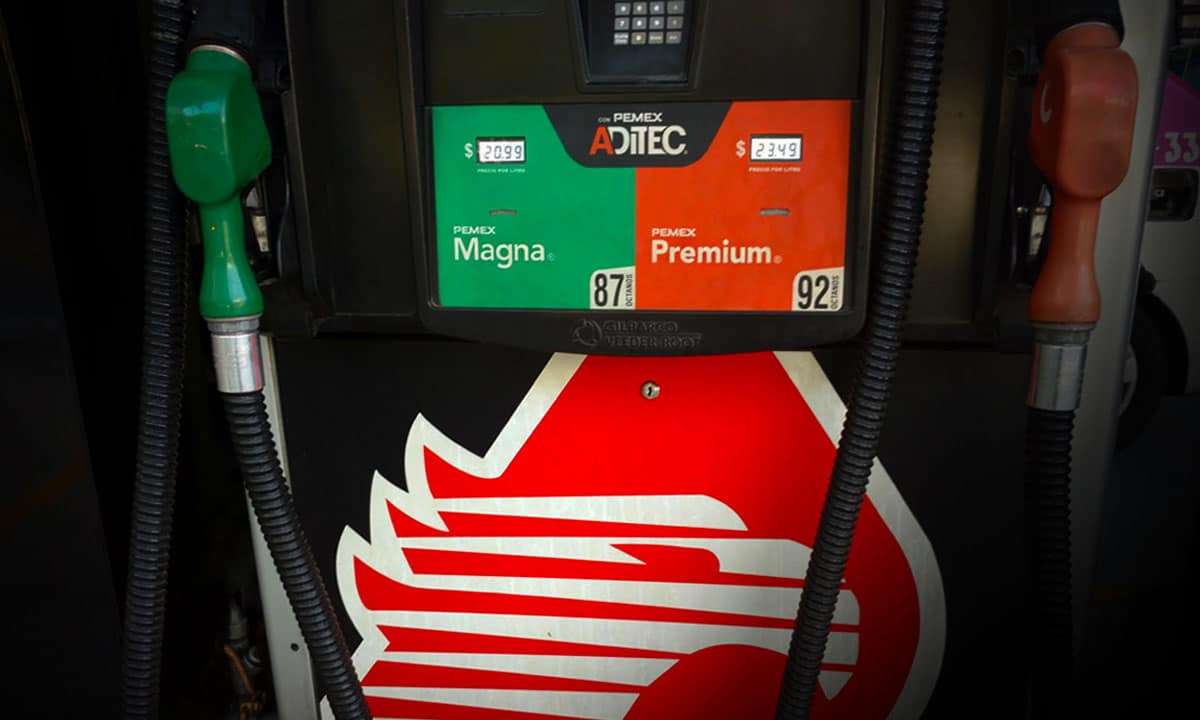 CON PEMEX
ADITEC®
$ 20.99
PRECIO POR LITRO
$ 23.49
PRECIO POR LITRO
PEMEX
Magna®
87 OCTANOS
PEMEX
Premium®
92 OCTANOS
GILBARCO
VEEDER-ROOT
C
33